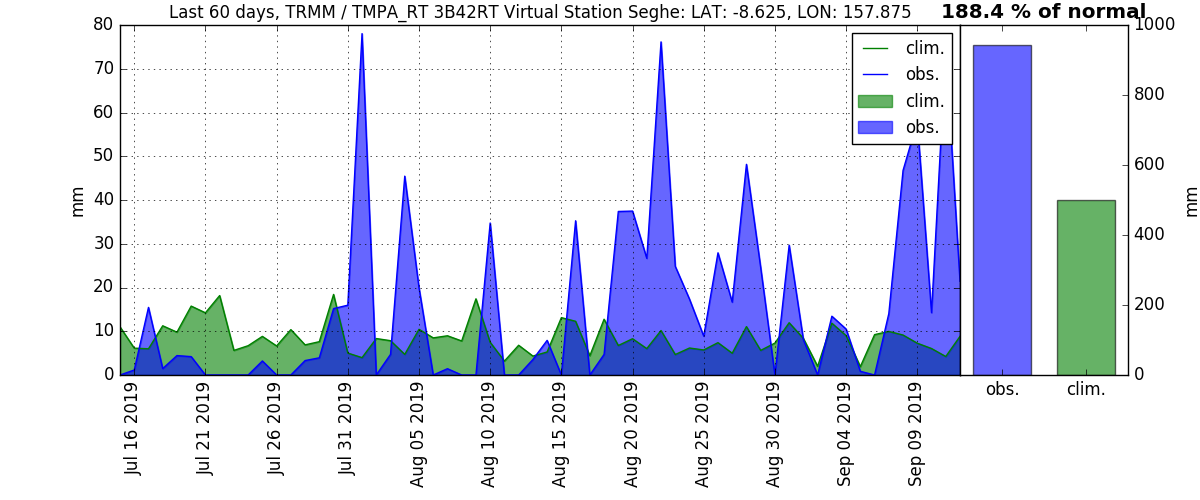 Last 60 days, TRMM / TMPA_RT 3B42RT Virtual Station Seghe: LAT: -8.625, LON: 157.875
188.4 % of normal
80
70
60
50
40
30
20
10
0
mm
clim.
obs.
clim.
obs.
1000
800
600
400
200
0
mm
Jul 16 2019
Jul 21 2019
Jul 26 2019
Jul 31 2019
Aug 05 2019
Aug 10 2019
Aug 15 2019
Aug 20 2019
Aug 25 2019
Aug 30 2019
Sep 04 2019
Sep 09 2019
obs.
clim.